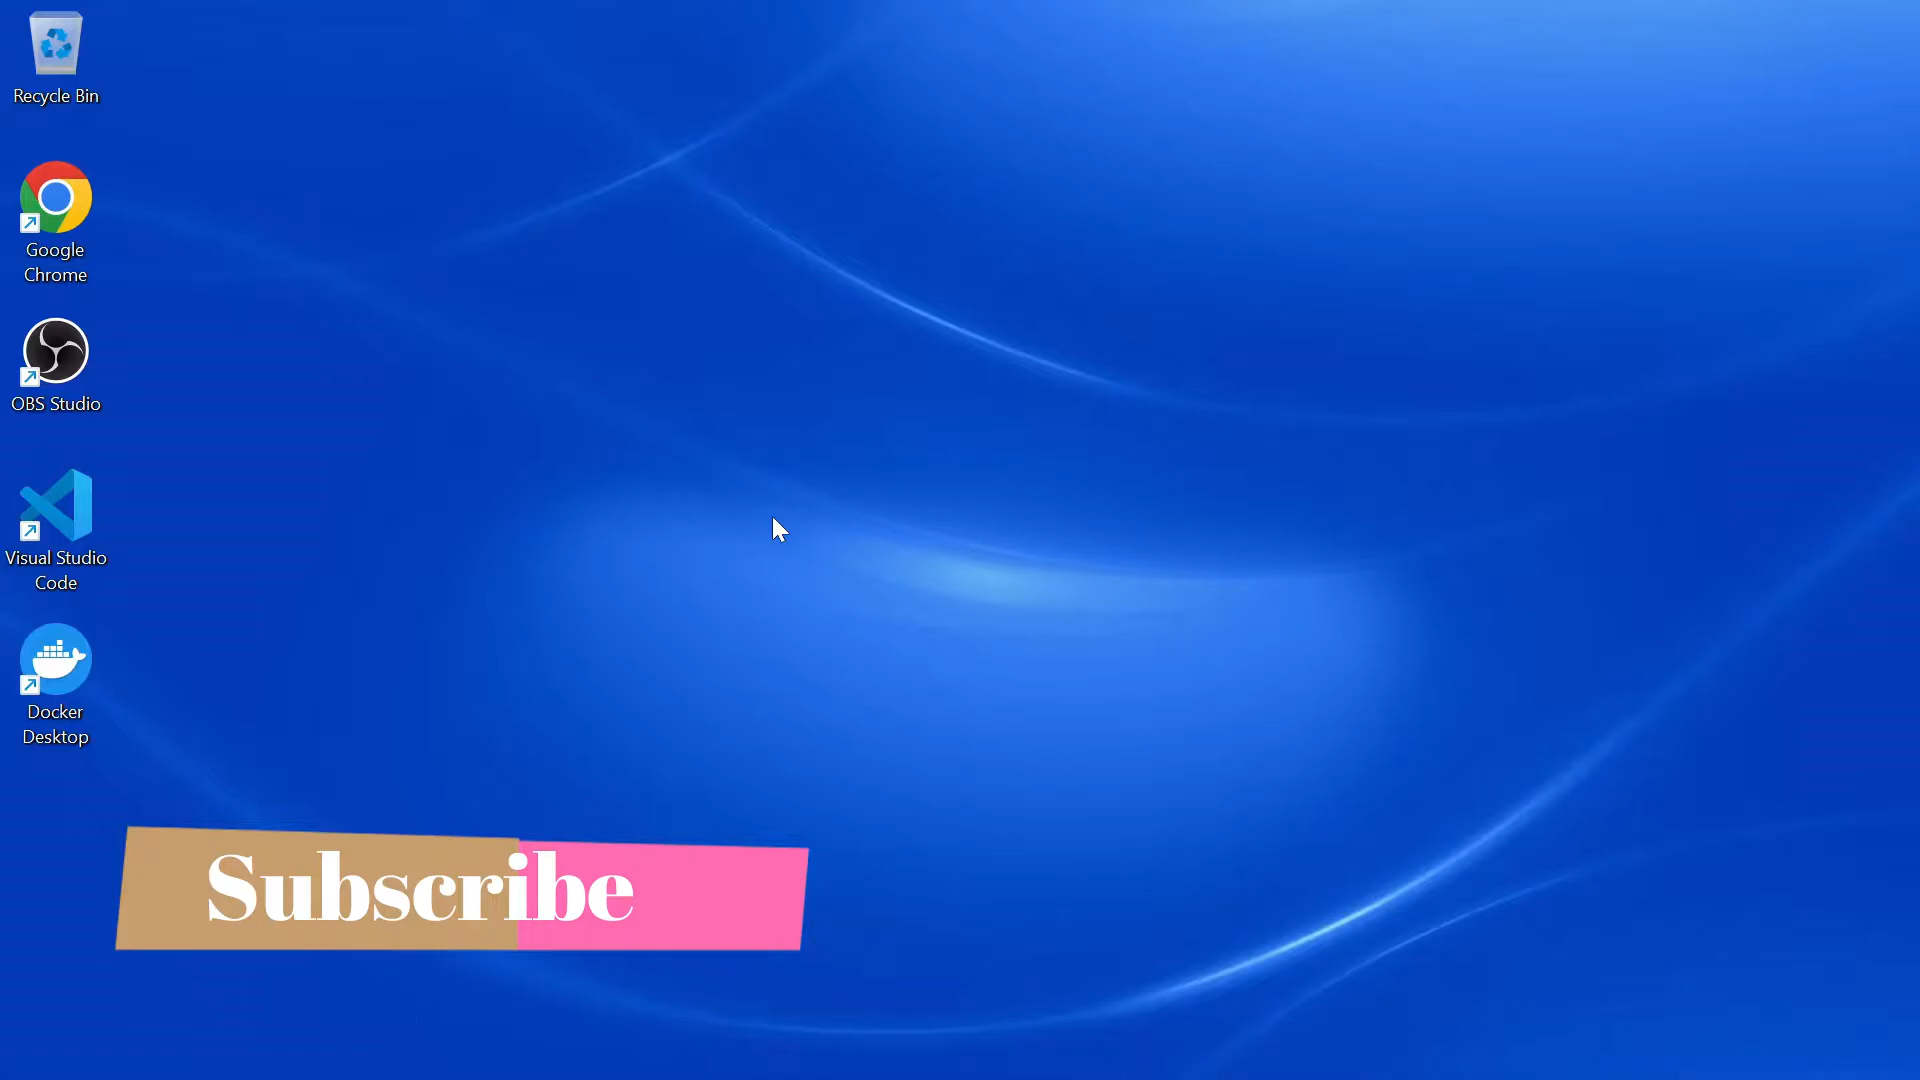 Recycle Bin
Google
Chrome
OBS Studio
Visual Studio
Code
Docker
Desktop
Subscribe